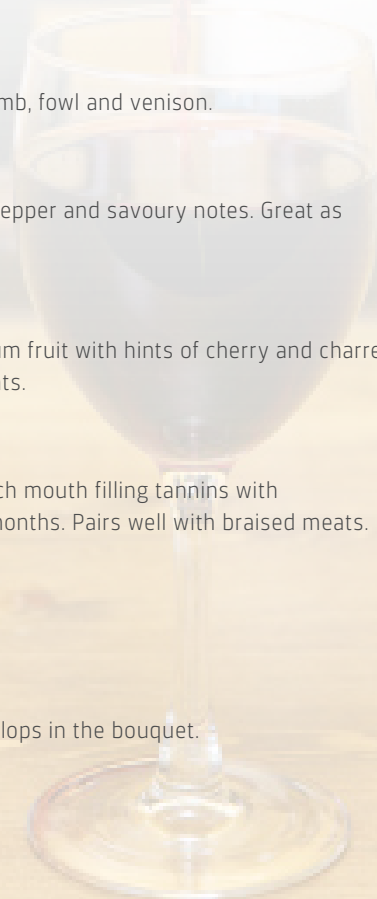 mb, fowl and venison.
epper and savoury notes. Great as
um fruit with hints of cherry and charre
ts.
ch mouth filling tannins with
months. Pairs well with braised meats.
lops in the bouquet.